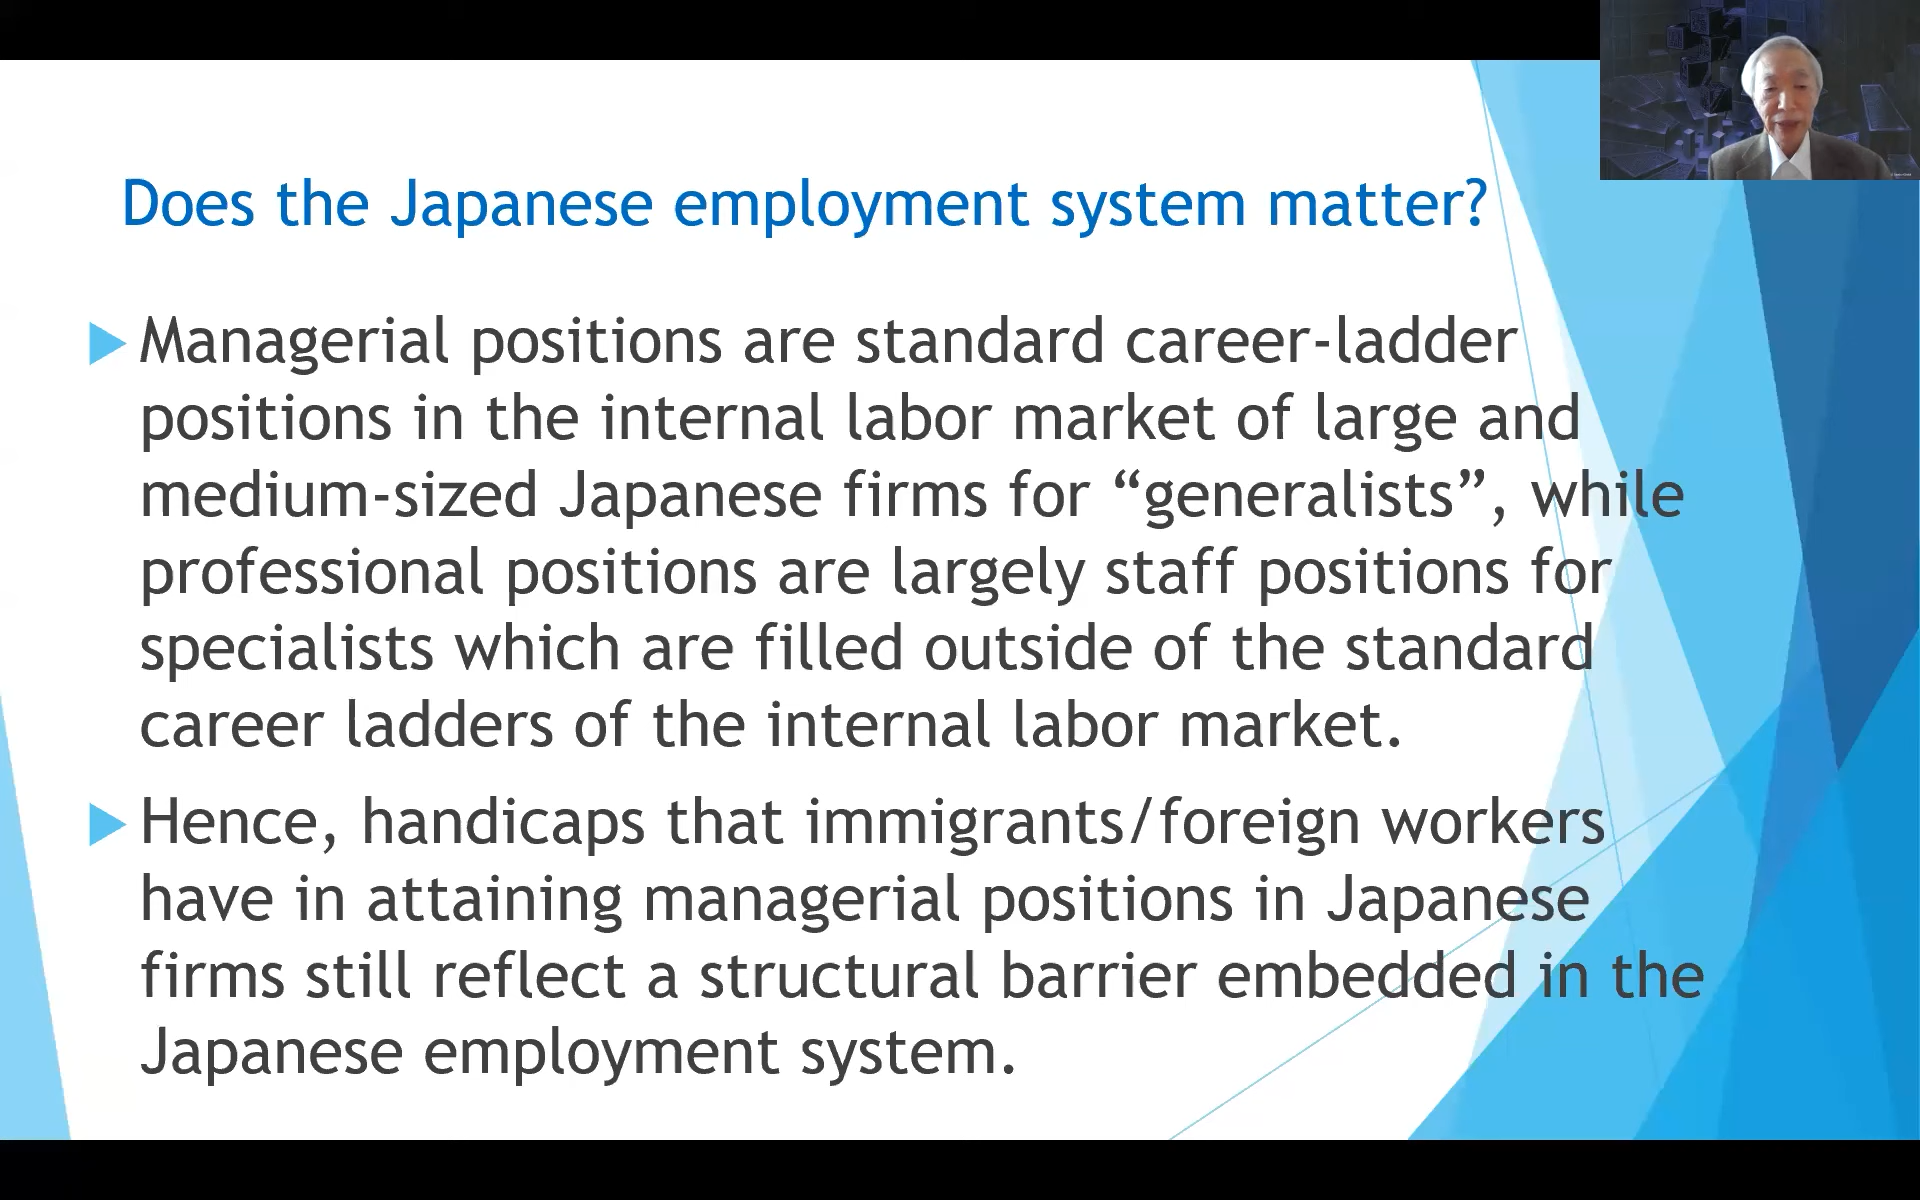 Does the Japanese employment system matter?
Managerial positions are standard career-ladder
positions in the internal labor market of large and
medium-sized Japanese firms for “generalists”, while
professional positions are largely staff positions for
specialists which are filled outside of the standard
career ladders of the internal labor market.
Hence, handicaps that immigrants/foreign workers
have in attaining managerial positions in Japanese
firms still reflect a structural barrier embedded in the
Japanese employment system.